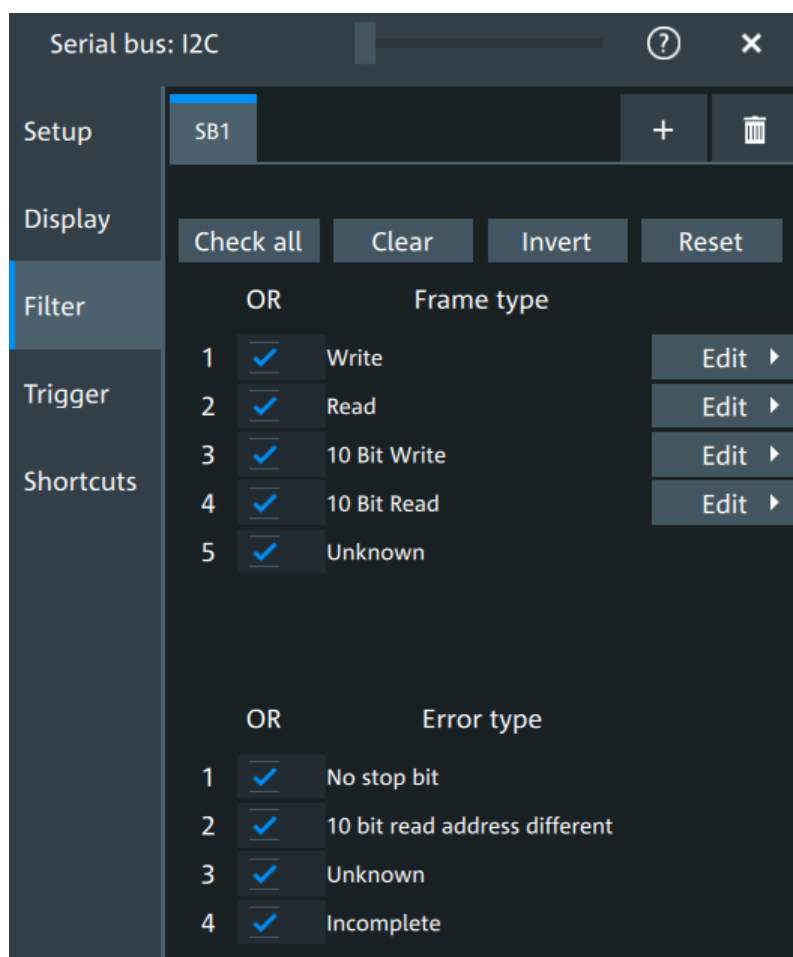 Serial bus: I2C ?
Setup
SB1 +
Display
Check all Clear Invert Reset
Filter
OR Frame type
1 Write Edit
Trigger
2 Read Edit
3 10 Bit Write Edit
Shortcuts
4 10 Bit Read Edit
5 Unknown
OR Error type
1 No stop bit
2 10 bit read address different
3 Unknown
4 Incomplete